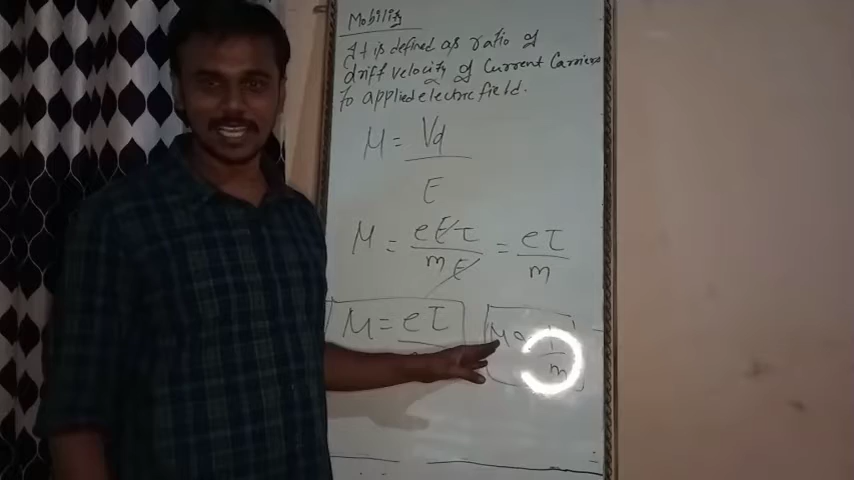 Mobility
It is defined as ratio of
drift velocity of Current Carriers
to applied electric field.
M = Vd / E
M = eEτ / mE = eτ / m
M = eτ
M α 1 / m